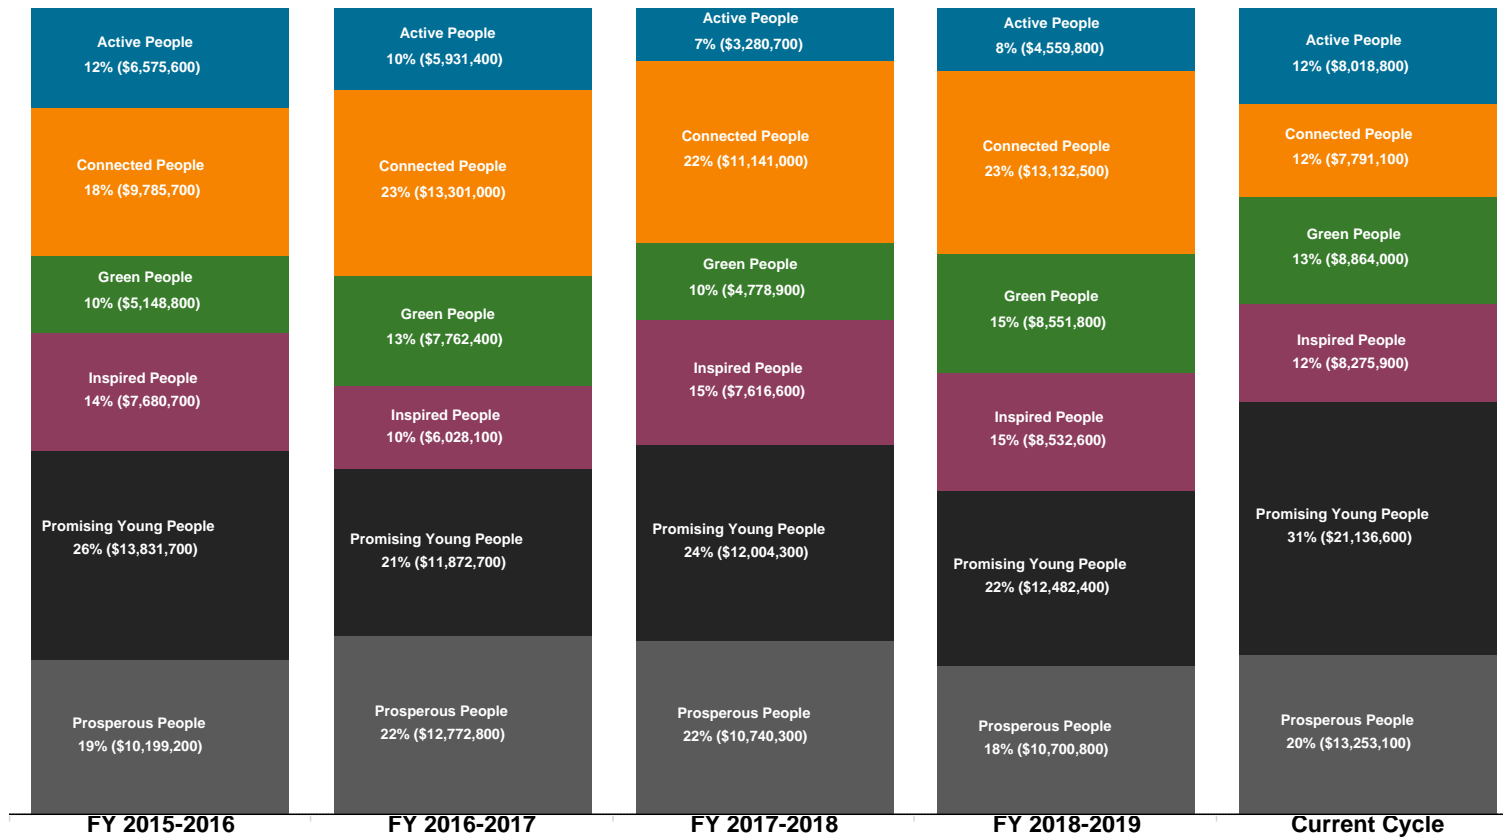 Active People
12% ($6,575,600)
Connected People
18% ($9,785,700)
Green People
10% ($5,148,800)
Inspired People
14% ($7,680,700)
Promising Young People
26% ($13,831,700)
Prosperous People
19% ($10,199,200)
FY 2015-2016
Active People
10% ($5,931,400)
Connected People
23% ($13,301,000)
Green People
13% ($7,762,400)
Inspired People
10% ($6,028,100)
Promising Young People
21% ($11,872,700)
Prosperous People
22% ($12,772,800)
FY 2016-2017
Active People
7% ($3,280,700)
Connected People
22% ($11,141,000)
Green People
10% ($4,778,900)
Inspired People
15% ($7,616,600)
Promising Young People
24% ($12,004,300)
Prosperous People
22% ($10,740,300)
FY 2017-2018
Active People
8% ($4,559,800)
Connected People
23% ($13,132,500)
Green People
15% ($8,551,800)
Inspired People
15% ($8,532,600)
Promising Young People
22% ($12,482,400)
Prosperous People
18% ($10,700,800)
FY 2018-2019
Active People
12% ($8,018,800)
Connected People
12% ($7,791,100)
Green People
13% ($8,864,000)
Inspired People
12% ($8,275,900)
Promising Young People
31% ($21,136,600)
Prosperous People
20% ($13,253,100)
Current Cycle